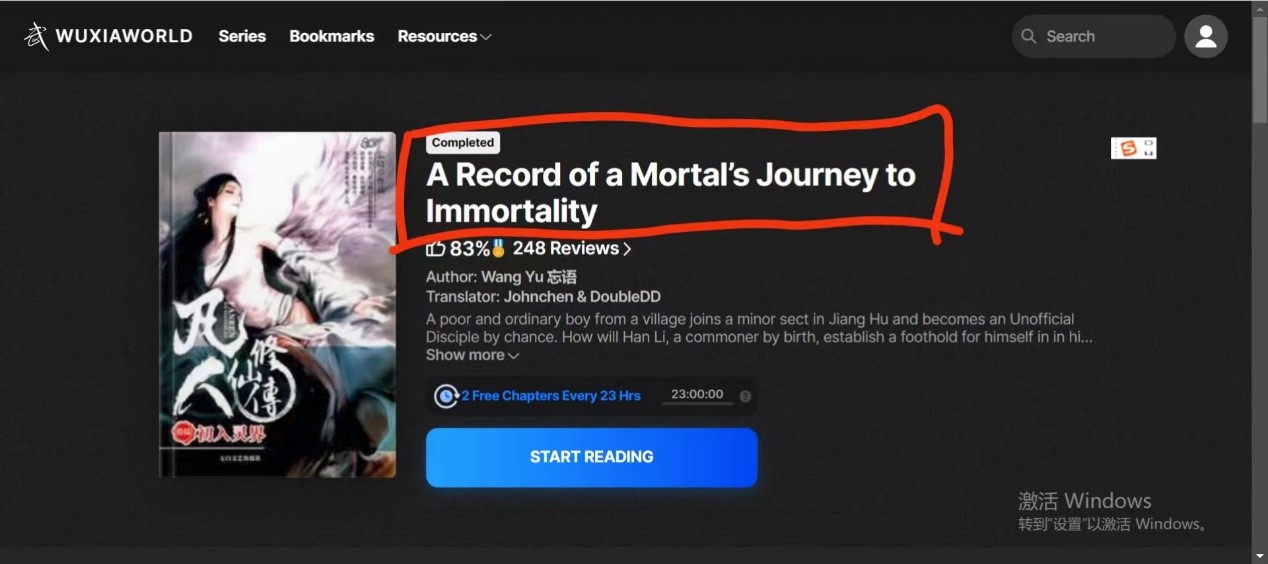 WUXIAWORLD Series Bookmarks Resources Search
Completed
A Record of a Mortal's Journey to
Immortality
83% 248 Reviews
Author: Wang Yu 忘语
Translator: Johnchen & DoubleDD
A poor and ordinary boy from a village joins a minor sect in Jiang Hu and becomes an Unofficial
Disciple by chance. How will Han Li, a commoner by birth, establish a foothold for himself in in hi...
Show more
2 Free Chapters Every 23 Hrs 23:00:00 ?
START READING
凡人
修仙傳
FANREN
初入灵界
激活 Windows
转到"设置"以激活 Windows。